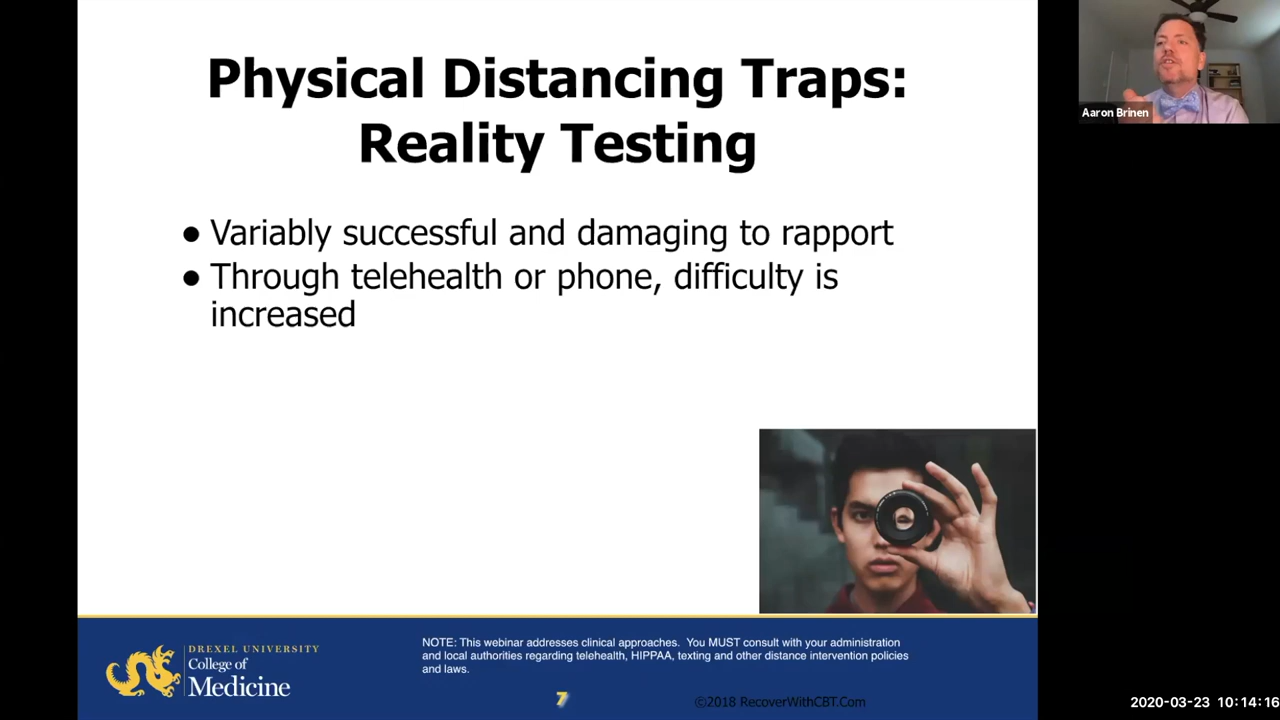 Physical Distancing Traps:
Reality Testing
● Variably successful and damaging to rapport
● Through telehealth or phone, difficulty is
increased
Aaron Brinen
DREXEL UNIVERSITY
College of
Medicine
NOTE: This webinar addresses clinical approaches. You MUST consult with your administration
and local authorities regarding telehealth, HIPPAA, texting and other distance intervention policies
and laws.
7
©2018 RecoverWithCBT.Com
2020-03-23 10:14:16